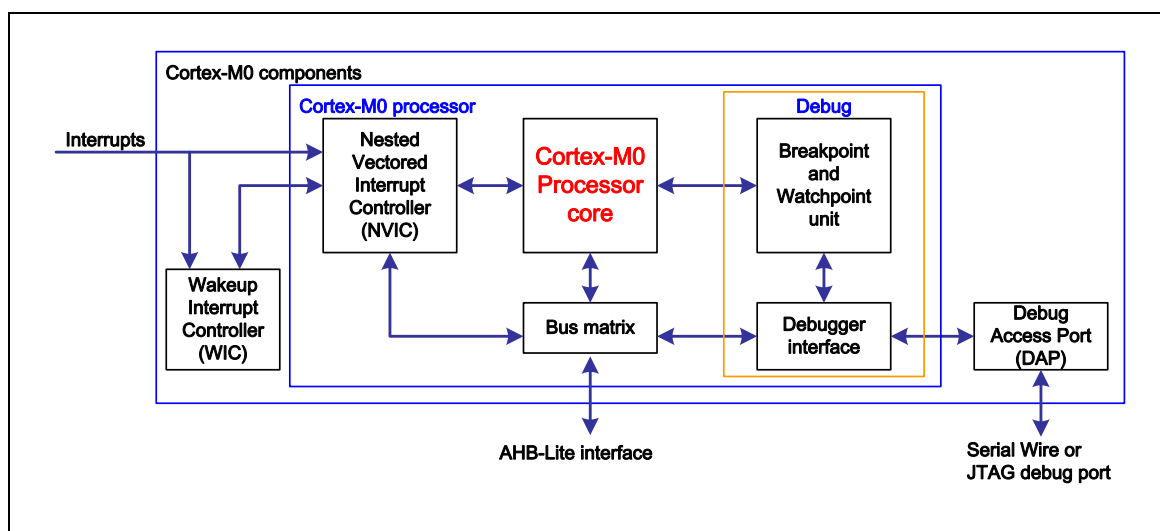 Cortex-M0 components
Cortex-M0 processor
Debug
Interrupts
Nested
Vectored
Interrupt
Controller
(NVIC)
Cortex-M0
Processor
core
Breakpoint
and
Watchpoint
unit
Wakeup
Interrupt
Controller
(WIC)
Bus matrix
Debugger
interface
Debug
Access Port
(DAP)
AHB-Lite interface
Serial Wire or
JTAG debug port